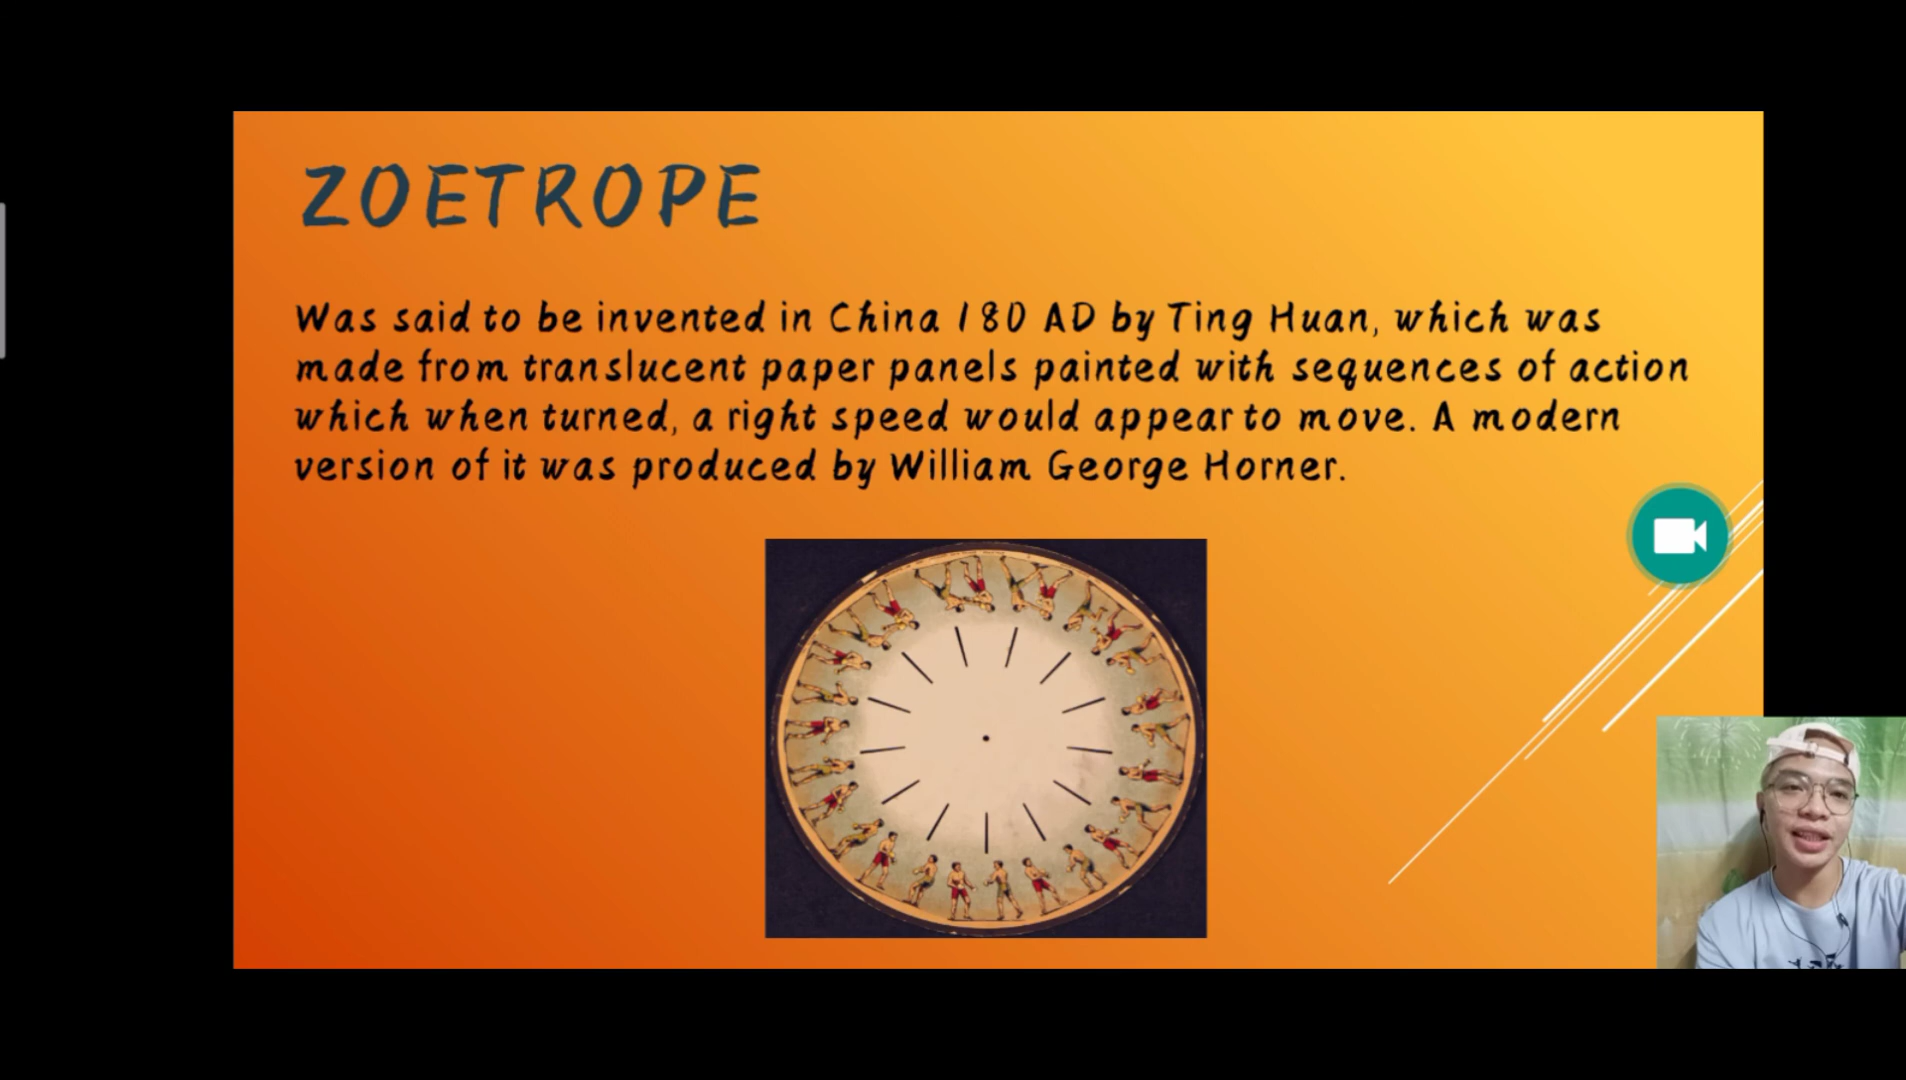 ZOETROPE
Was said to be invented in China 180 AD by Ting Huan, which was
made from translucent paper panels painted with sequences of action
which when turned, a right speed would appear to move. A modern
version of it was produced by William George Horner.